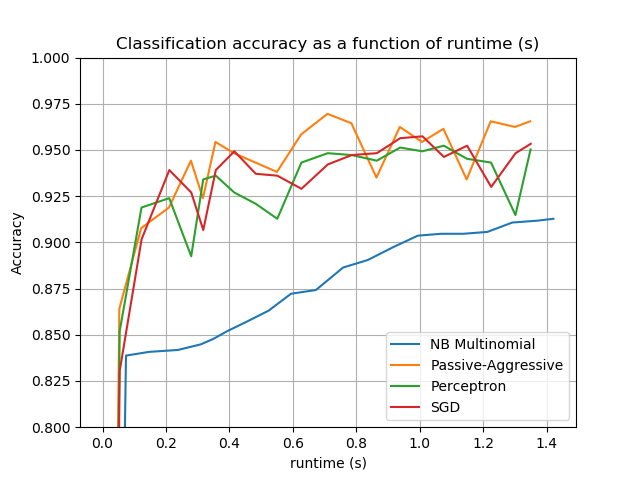 Classification accuracy as a function of runtime (s)
1.000
0.975
0.950
0.925
0.900
0.875
0.850
0.825
0.800
Accuracy
NB Multinomial
Passive-Aggressive
Perceptron
SGD
0.0 0.2 0.4 0.6 0.8 1.0 1.2 1.4
runtime (s)